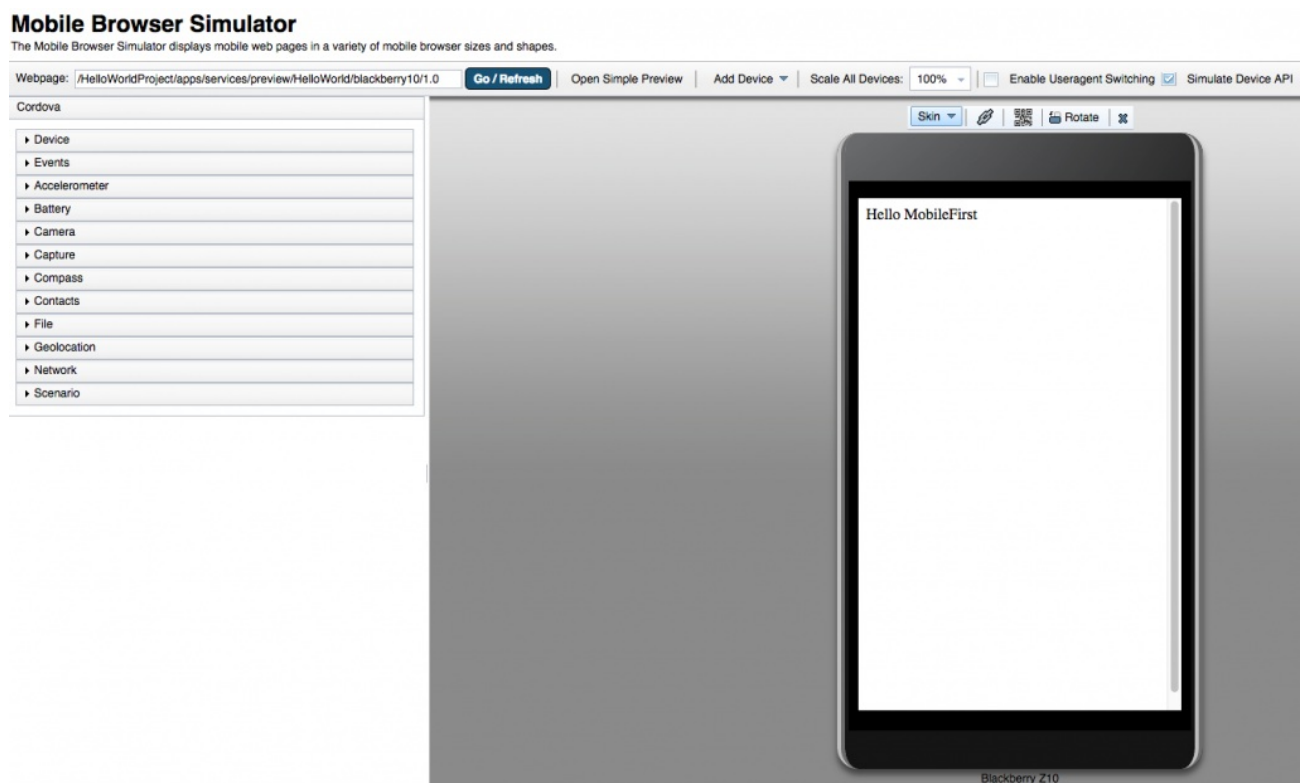 Mobile Browser Simulator
The Mobile Browser Simulator displays mobile web pages in a variety of mobile browser sizes and shapes.
Webpage: /HelloWorldProject/apps/services/preview/HelloWorld/blackberry10/1.0 Go / Refresh Open Simple Preview Add Device Scale All Devices: 100% Enable Useragent Switching Simulate Device API
Cordova
Device
Events
Accelerometer
Battery
Camera
Capture
Compass
Contacts
File
Geolocation
Network
Scenario
Skin Rotate
Hello MobileFirst
Blackberry Z10